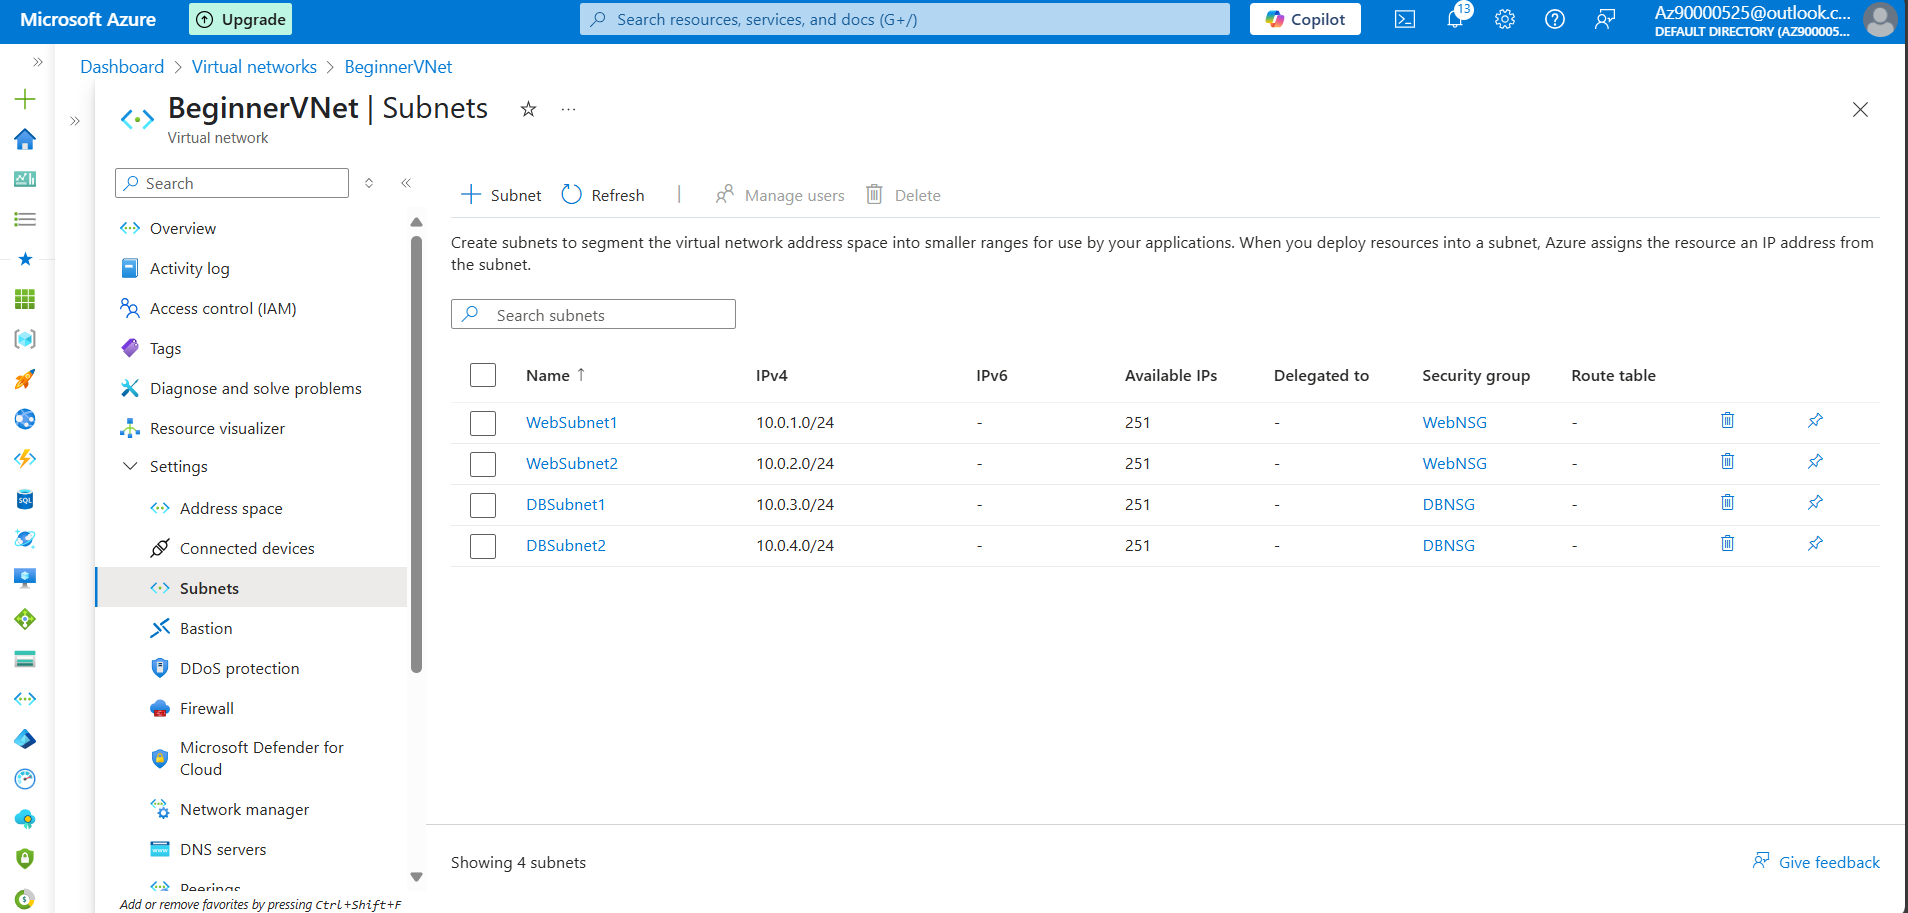 Microsoft Azure
Upgrade
Search resources, services, and docs (G+/)
Copilot
13
Az90000525@outlook.c...
DEFAULT DIRECTORY (AZ900005...
Dashboard > Virtual networks > BeginnerVNet
BeginnerVNet | Subnets
Virtual network
Search
Overview
Activity log
Access control (IAM)
Tags
Diagnose and solve problems
Resource visualizer
Settings
Address space
Connected devices
Subnets
Bastion
DDoS protection
Firewall
Microsoft Defender for
Cloud
Network manager
DNS servers
Peerings
Add or remove favorites by pressing Ctrl+Shift+F
Subnet Refresh | Manage users Delete
Create subnets to segment the virtual network address space into smaller ranges for use by your applications. When you deploy resources into a subnet, Azure assigns the resource an IP address from
the subnet.
Search subnets
Name ↑ IPv4 IPv6 Available IPs Delegated to Security group Route table
WebSubnet1 10.0.1.0/24 - 251 - WebNSG -
WebSubnet2 10.0.2.0/24 - 251 - WebNSG -
DBSubnet1 10.0.3.0/24 - 251 - DBNSG -
DBSubnet2 10.0.4.0/24 - 251 - DBNSG -
Showing 4 subnets
Give feedback